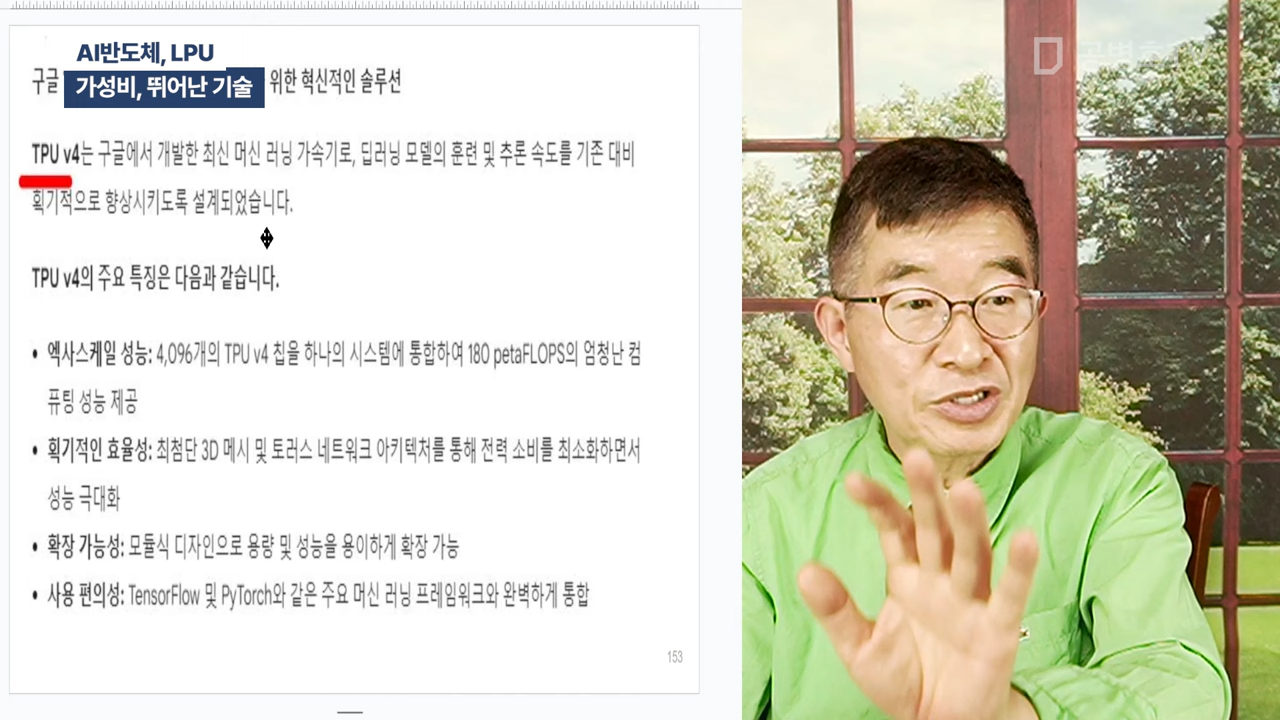 AI반도체, LPU
가성비, 뛰어난 기술
구글
위한 혁신적인 솔루션
TPU v4는 구글에서 개발한 최신 머신 러닝 가속기로, 딥러닝 모델의 훈련 및 추론 속도를 기존 대비
획기적으로 향상시키도록 설계되었습니다.
TPU v4의 주요 특징은 다음과 같습니다.
• 엑사스케일 성능: 4,096개의 TPU v4 칩을 하나의 시스템에 통합하여 180 petaFLOPS의 엄청난 컴
퓨팅 성능 제공
• 획기적인 효율성: 최첨단 3D 메시 및 토러스 네트워크 아키텍처를 통해 전력 소비를 최소화하면서
성능 극대화
• 확장 가능성: 모듈식 디자인으로 용량 및 성능을 용이하게 확장 가능
• 사용 편의성: TensorFlow 및 PyTorch와 같은 주요 머신 러닝 프레임워크와 완벽하게 통합
153